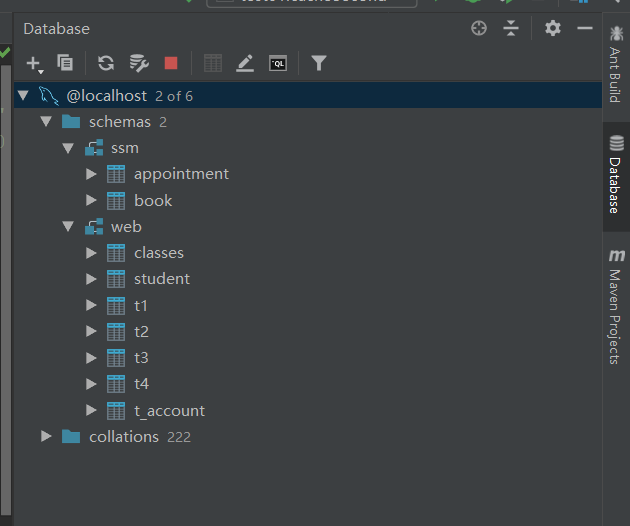 Database
@localhost 2 of 6
schemas 2
ssm
appointment
book
web
classes
student
t1
t2
t3
t4
t_account
collations 222
Ant Build
Database
Maven Projects